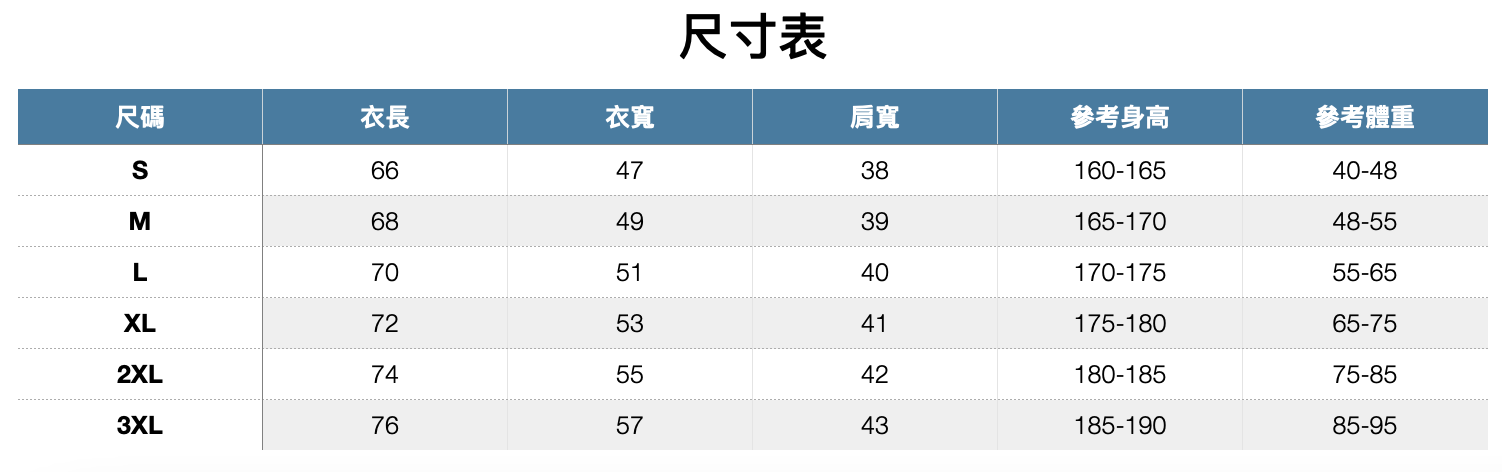 尺寸表
尺碼 衣長 衣寬 肩寬 參考身高 參考體重
S 66 47 38 160-165 40-48
M 68 49 39 165-170 48-55
L 70 51 40 170-175 55-65
XL 72 53 41 175-180 65-75
2XL 74 55 42 180-185 75-85
3XL 76 57 43 185-190 85-95